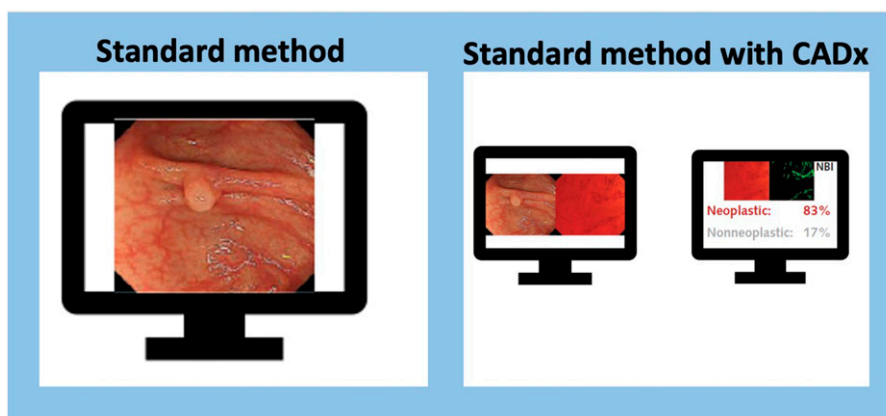 Standard method
Standard method with CADx
NBI
Neoplastic: 83%
Nonneoplastic: 17%